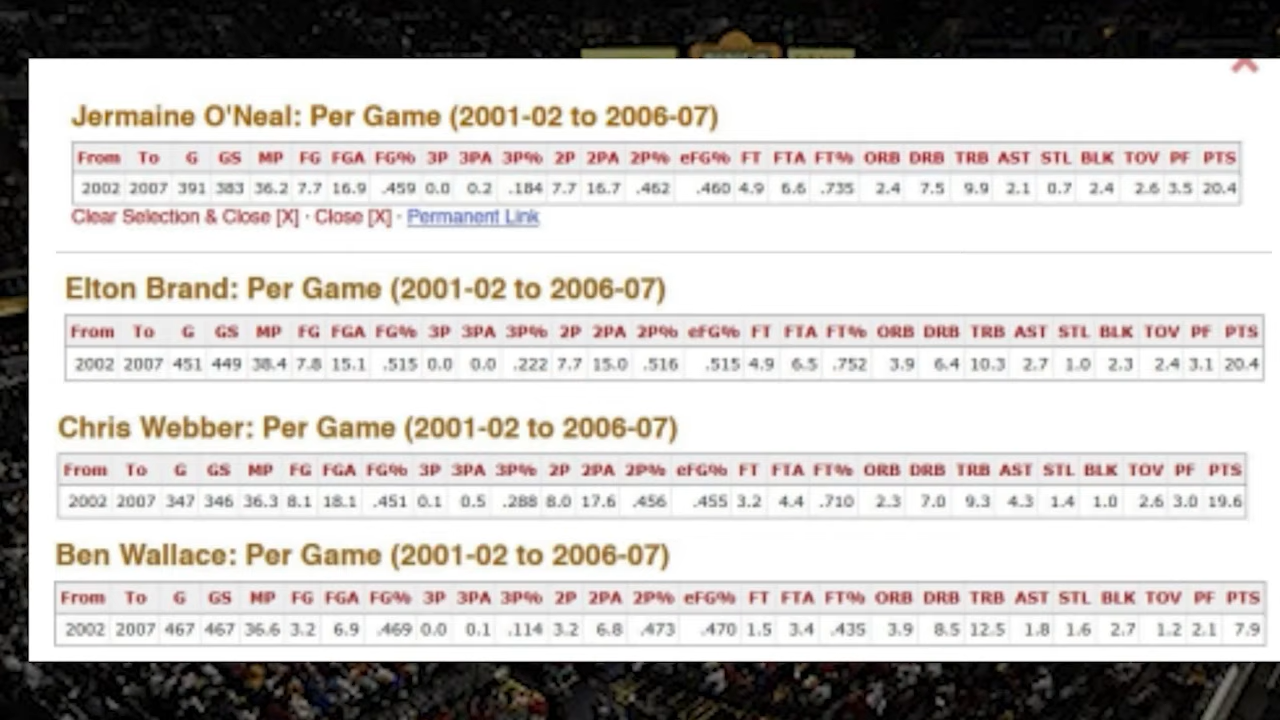 Jermaine O'Neal: Per Game (2001-02 to 2006-07)
From To G GS MP FG FGA FG% 3P 3PA 3P% 2P 2PA 2P% eFG% FT FTA FT% ORB DRB TRB AST STL BLK TOV PF PTS
2002 2007 391 383 36.2 7.7 16.9 .459 0.0 0.2 .184 7.7 16.7 .462 .460 4.9 6.6 .735 2.4 7.5 9.9 2.1 0.7 2.4 2.6 3.5 20.4
Clear Selection & Close [X] · Close [X] · Permanent Link
Elton Brand: Per Game (2001-02 to 2006-07)
From To G GS MP FG FGA FG% 3P 3PA 3P% 2P 2PA 2P% eFG% FT FTA FT% ORB DRB TRB AST STL BLK TOV PF PTS
2002 2007 451 449 38.4 7.8 15.1 .515 0.0 0.0 .222 7.7 15.0 .516 .515 4.9 6.5 .752 3.9 6.4 10.3 2.7 1.0 2.3 2.4 3.1 20.4
Chris Webber: Per Game (2001-02 to 2006-07)
From To G GS MP FG FGA FG% 3P 3PA 3P% 2P 2PA 2P% eFG% FT FTA FT% ORB DRB TRB AST STL BLK TOV PF PTS
2002 2007 347 346 36.3 8.1 18.1 .451 0.1 0.5 .288 8.0 17.6 .456 .455 3.2 4.4 .710 2.3 7.0 9.3 4.3 1.4 1.0 2.6 3.0 19.6
Ben Wallace: Per Game (2001-02 to 2006-07)
From To G GS MP FG FGA FG% 3P 3PA 3P% 2P 2PA 2P% eFG% FT FTA FT% ORB DRB TRB AST STL BLK TOV PF PTS
2002 2007 467 467 36.6 3.2 6.9 .469 0.0 0.1 .114 3.2 6.8 .473 .470 1.5 3.4 .435 3.9 8.5 12.5 1.8 1.6 2.7 1.2 2.1 7.9